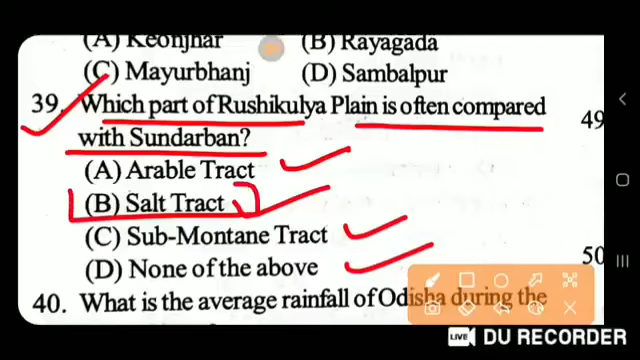 (A) Keonjhar (B) Rayagada
(C) Mayurbhanj (D) Sambalpur
39. Which part of Rushikulya Plain is often compared 49
with Sundarban?
(A) Arable Tract
(B) Salt Tract
(C) Sub-Montane Tract
(D) None of the above 50
40. What is the average rainfall of Odisha during the
LIVE DU RECORDER